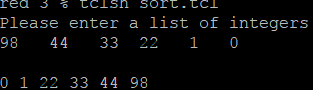 red 3 % tclsh sort.tcl
Please enter a list of integers
98   44   33  22   1   0
0 1 22 33 44 98